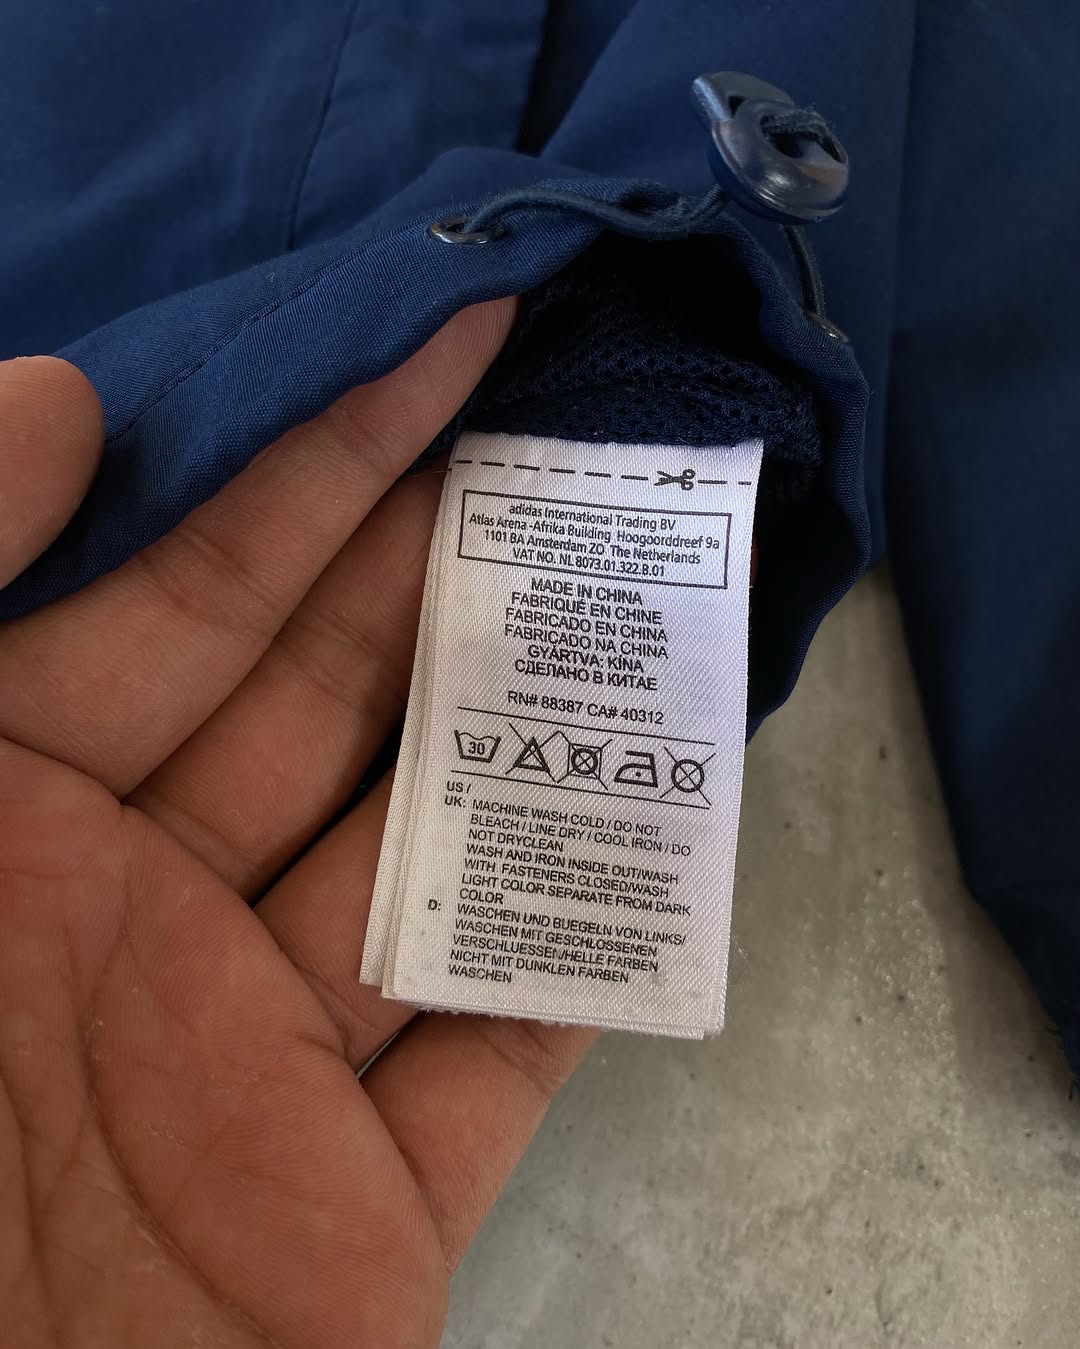 adidas International Trading BV
Atlas Arena -Afrika Building Hoogoorddreef 9a
1101 BA Amsterdam ZO The Netherlands
VAT NO. NL 8073.01.322.B.01
MADE IN CHINA
FABRIQUÉ EN CHINE
FABRICADO EN CHINA
FABRICADO NA CHINA
GYÁRTVA: KÍNA
СДЕЛАНО В КИТАЕ
RN# 88387 CA# 40312
30
US /
UK: MACHINE WASH COLD / DO NOT
BLEACH / LINE DRY / COOL IRON / DO
NOT DRYCLEAN
WASH AND IRON INSIDE OUT/WASH
WITH FASTENERS CLOSED/WASH
LIGHT COLOR SEPARATE FROM DARK
COLOR
D: WASCHEN UND BUEGELN VON LINKS/
WASCHEN MIT GESCHLOSSENEN
VERSCHLUESSEN/HELLE FARBEN
NICHT MIT DUNKLEN FARBEN
WASCHEN